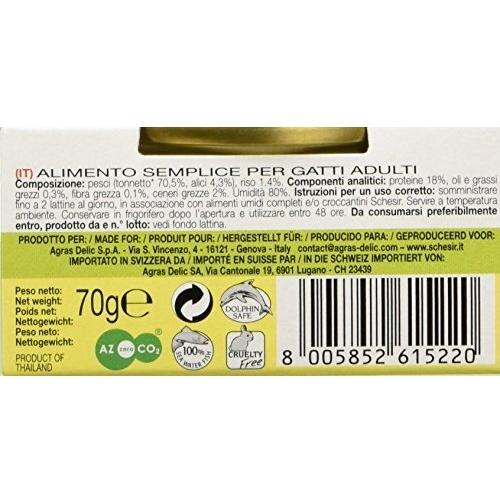 (IT) ALIMENTO SEMPLICE PER GATTI ADULTI
Composizione: pesci (tonnetto* 70,5%, alici 4,3%), riso 1.4%. Componenti analitici: proteine 18%, oli e grassi
grezzi 0,3%, fibra grezza 0,1%, ceneri grezze 2%, Umidità 80%. Istruzioni per un uso corretto: somministrare
fino a 2 lattine al giorno, in associazione ad alimenti umidi completi e/o croccantini Schesir. Servire a temperatura
ambiente. Conservare in frigorifero dopo l'apertura e utilizzare entro 48 ore. Da consumarsi preferibilmente
entro, prodotto da e n.° lotto: vedi fondo lattina.
PRODOTTO PER:/ MADE FOR:/ PRODUIT POUR:/ HERGESTELLT FÜR:/ PRODUCIDO PARA:/ GEPRODUCEERD VOOR:
Agras Delic S.p.A. - Via S. Vincenzo, 4 - 16121 - Genova - Italy contact@agras-delic.com - www.schesir.it/
IMPORTATO IN SVIZZERA DA / IMPORTÉ EN SUISSE PAR / IN DIE SCHWEIZ IMPORTIERT VON:
Agras Delic SA, Via Cantonale 19, 6901 Lugano - CH 23439
Peso netto:
Net weight:
Poids net:
Nettogewicht:
Peso neto:
Nettogewicht:
70g℮
DOLPHIN
SAFE
AZ zero CO2
®
100%
SEA WATER FISH
CRUELTY
Free
PRODUCT OF
THAILAND
8 005852 615220